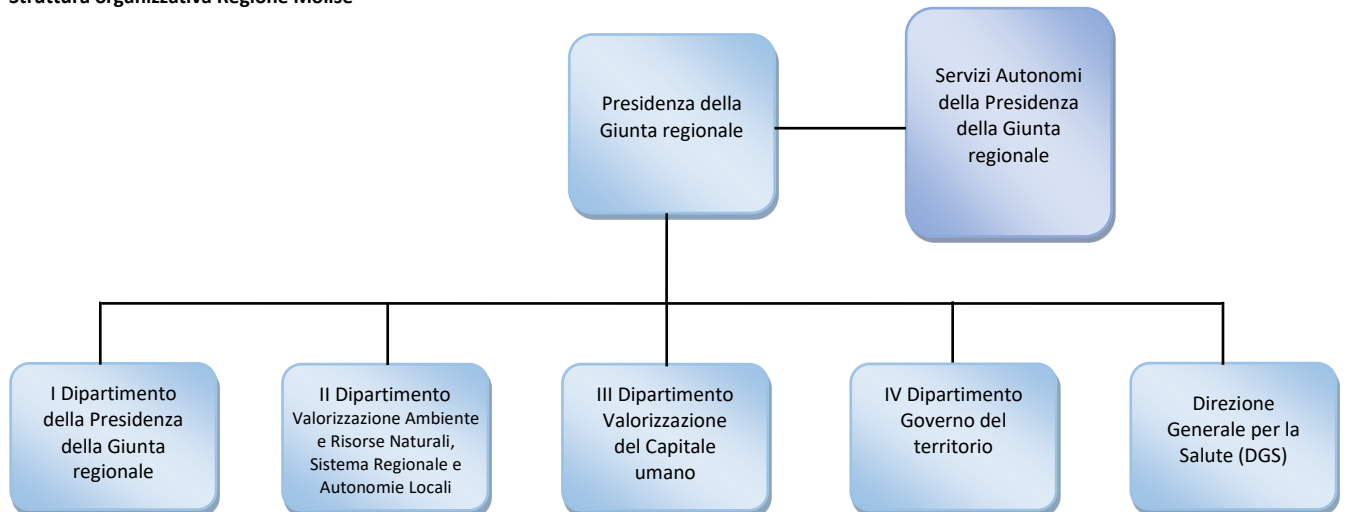 Struttura organizzativa Regione Molise
Presidenza della
Giunta regionale
Servizi Autonomi
della Presidenza
della Giunta
regionale
I Dipartimento
della Presidenza
della Giunta
regionale
II Dipartimento
Valorizzazione Ambiente
e Risorse Naturali,
Sistema Regionale e
Autonomie Locali
III Dipartimento
Valorizzazione
del Capitale
umano
IV Dipartimento
Governo del
territorio
Direzione
Generale per la
Salute (DGS)